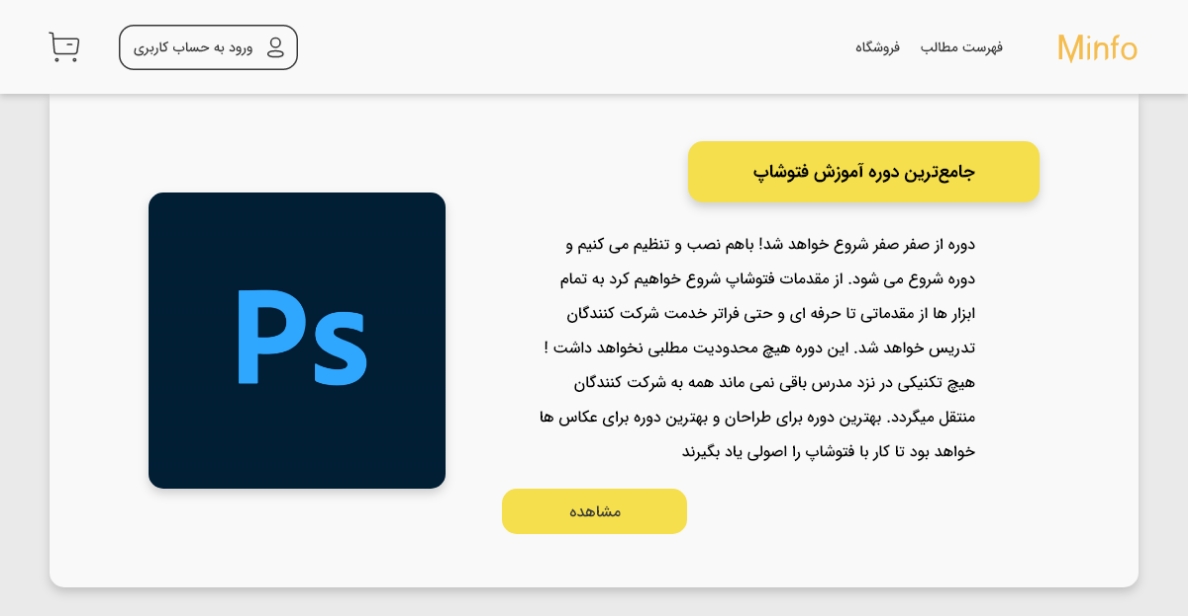 Minfo
فهرست مطالب
فروشگاه
ورود به حساب کاربری
جامع‌ترین دوره آموزش فتوشاپ
دوره از صفر صفر شروع خواهد شد! باهم نصب و تنظیم می کنیم و
دوره شروع می شود. از مقدمات فتوشاپ شروع خواهیم کرد به تمام
ابزار ها از مقدماتی تا حرفه ای و حتی فراتر خدمت شرکت کنندگان
تدریس خواهد شد. این دوره هیچ محدودیت مطلبی نخواهد داشت !
هیچ تکنیکی در نزد مدرس باقی نمی ماند همه به شرکت کنندگان
منتقل میگردد. بهترین دوره برای طراحان و بهترین دوره برای عکاس ها
خواهد بود تا کار با فتوشاپ را اصولی یاد بگیرند
مشاهده
Ps